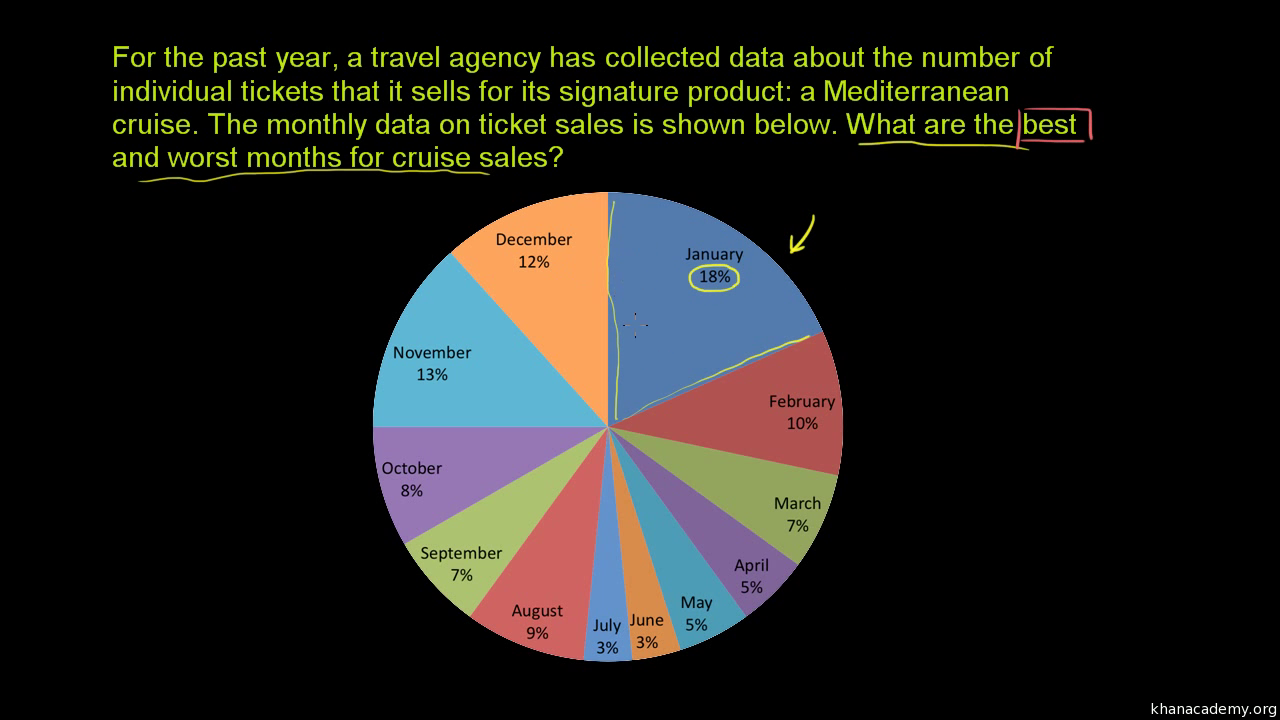 For the past year, a travel agency has collected data about the number of
individual tickets that it sells for its signature product: a Mediterranean
cruise. The monthly data on ticket sales is shown below. What are the best
and worst months for cruise sales?
December
12%
January
18%
November
13%
February
10%
October
8%
March
7%
September
7%
April
5%
August
9%
May
5%
July
3%
June
3%
khanacademy.org